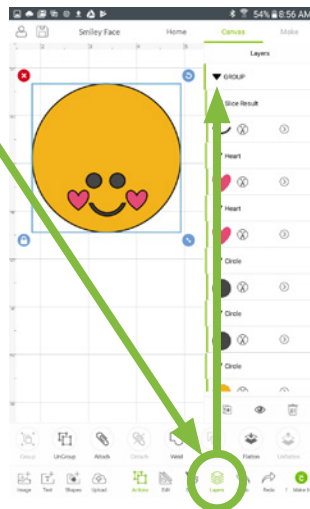 54% 8:56 AM
Smiley Face Home Canvas Make
Layers
GROUP
Slice Result
Heart
Heart
Circle
Circle
Circle
Group UnGroup Attach Detach Weld Flatten
Image Text Shapes Upload Actions Edit Layers Redo Make It